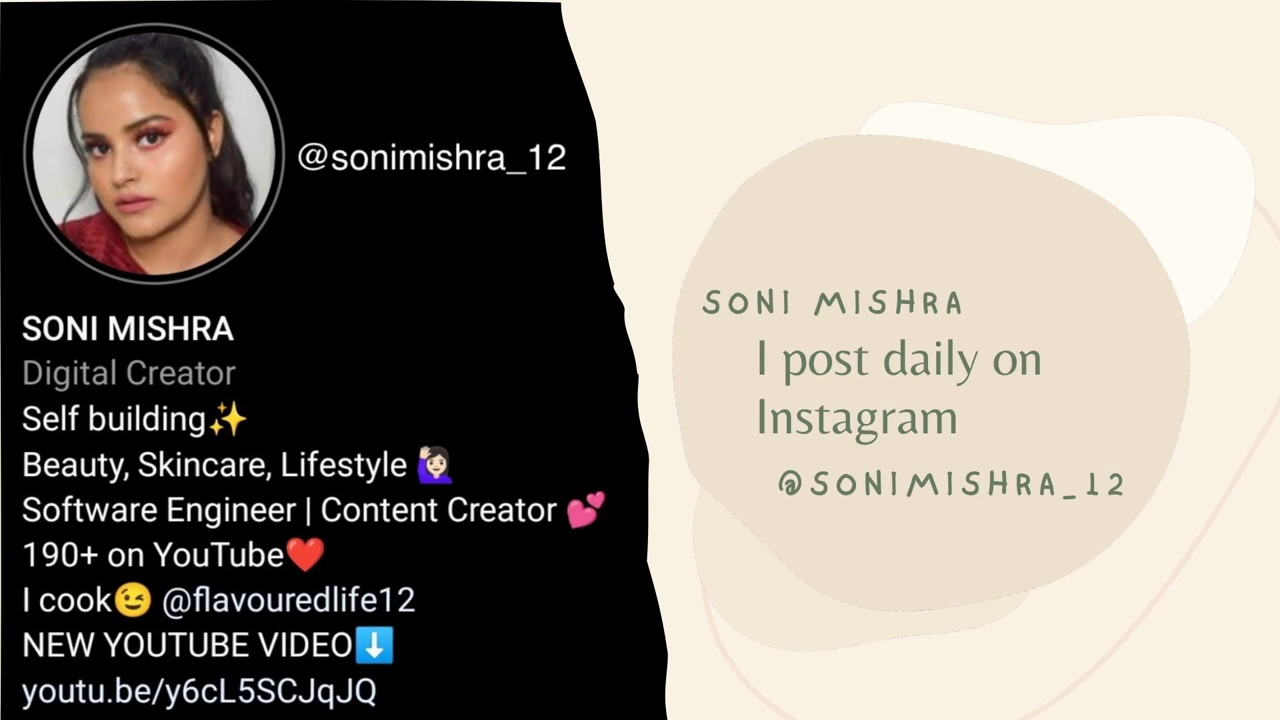 @sonimishra_12
SONI MISHRA
Digital Creator
Self building✨
Beauty, Skincare, Lifestyle 🙋🏻‍♀️
Software Engineer | Content Creator 💕
190+ on YouTube❤️
I cook😉 @flavouredlife12
NEW YOUTUBE VIDEO⬇️
youtu.be/y6cL5SCJqJQ
SONI MISHRA
I post daily on
Instagram
@SONIMISHRA_12